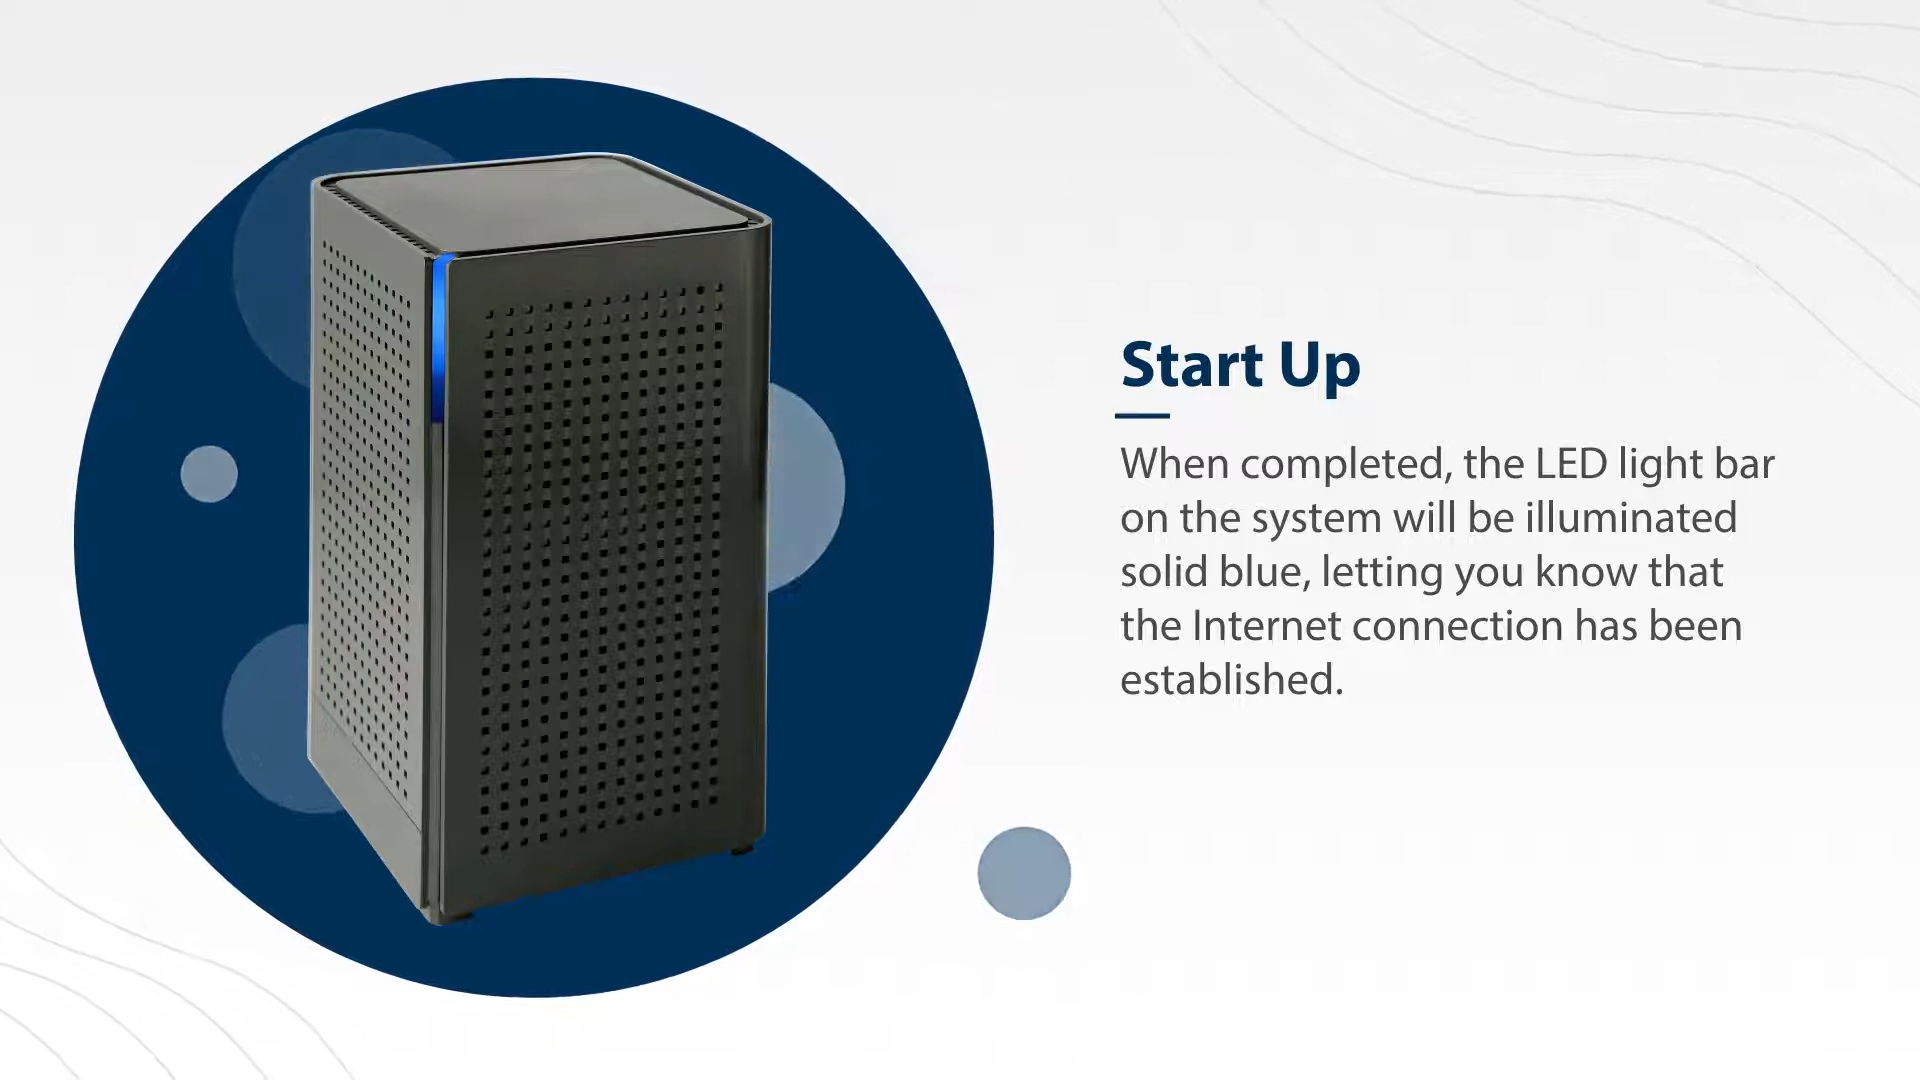 Start Up
When completed, the LED light bar
on the system will be illuminated
solid blue, letting you know that
the Internet connection has been
established.